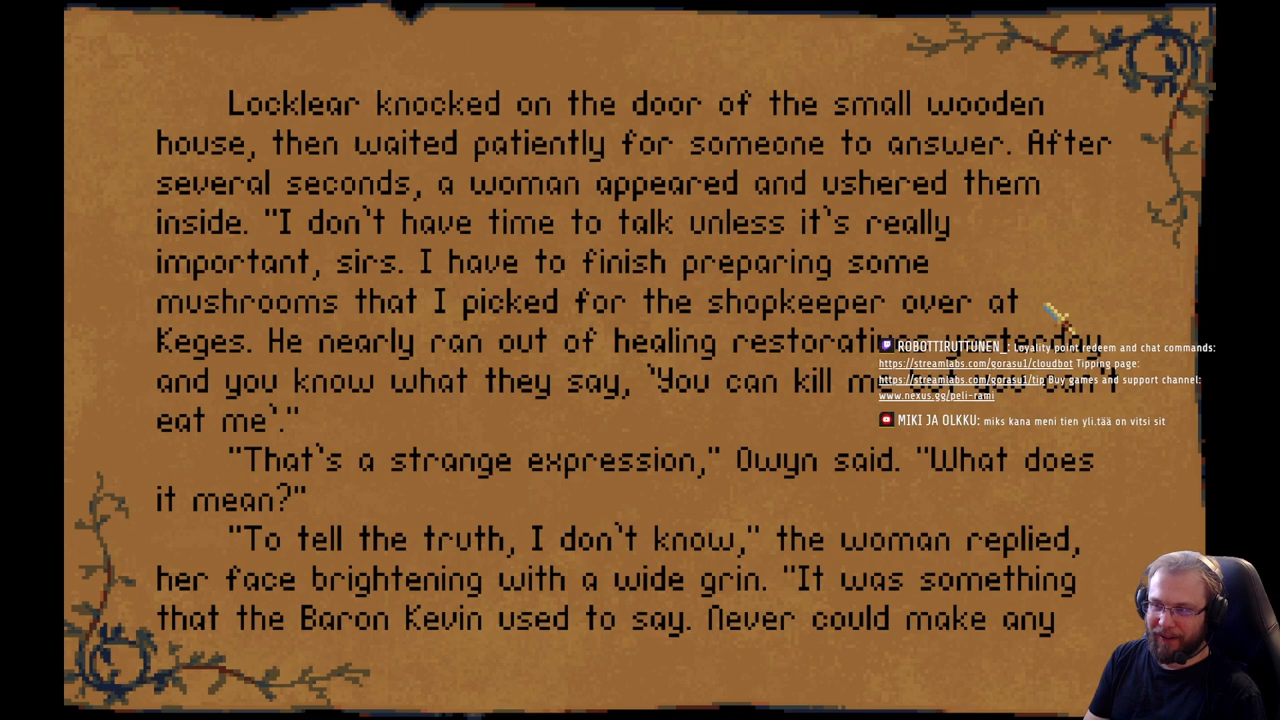 Locklear knocked on the door of the small wooden
house, then waited patiently for someone to answer. After
several seconds, a woman appeared and ushered them
inside. "I don`t have time to talk unless it`s really
important, sirs. I have to finish preparing some
mushrooms that I picked for the shopkeeper over at
Keges. He nearly ran out of healing restoratives yesterday
and you know what they say, `You can kill me but you can`t
eat me`."
"That`s a strange expression," Owyn said. "What does
it mean?"
"To tell the truth, I don`t know," the woman replied,
her face brightening with a wide grin. "It was something
that the Baron Kevin used to say. Never could make any
ROBOTTIRUTTUNEN_: Loyality point redeem and chat commands:
https://streamlabs.com/gorasu1/cloudbot Tipping page:
https://streamlabs.com/gorasu1/tip Buy games and support channel:
www.nexus.gg/peli-rami
MIKI JA OLKKU: miks kana meni tien yli.tää on vitsi sit